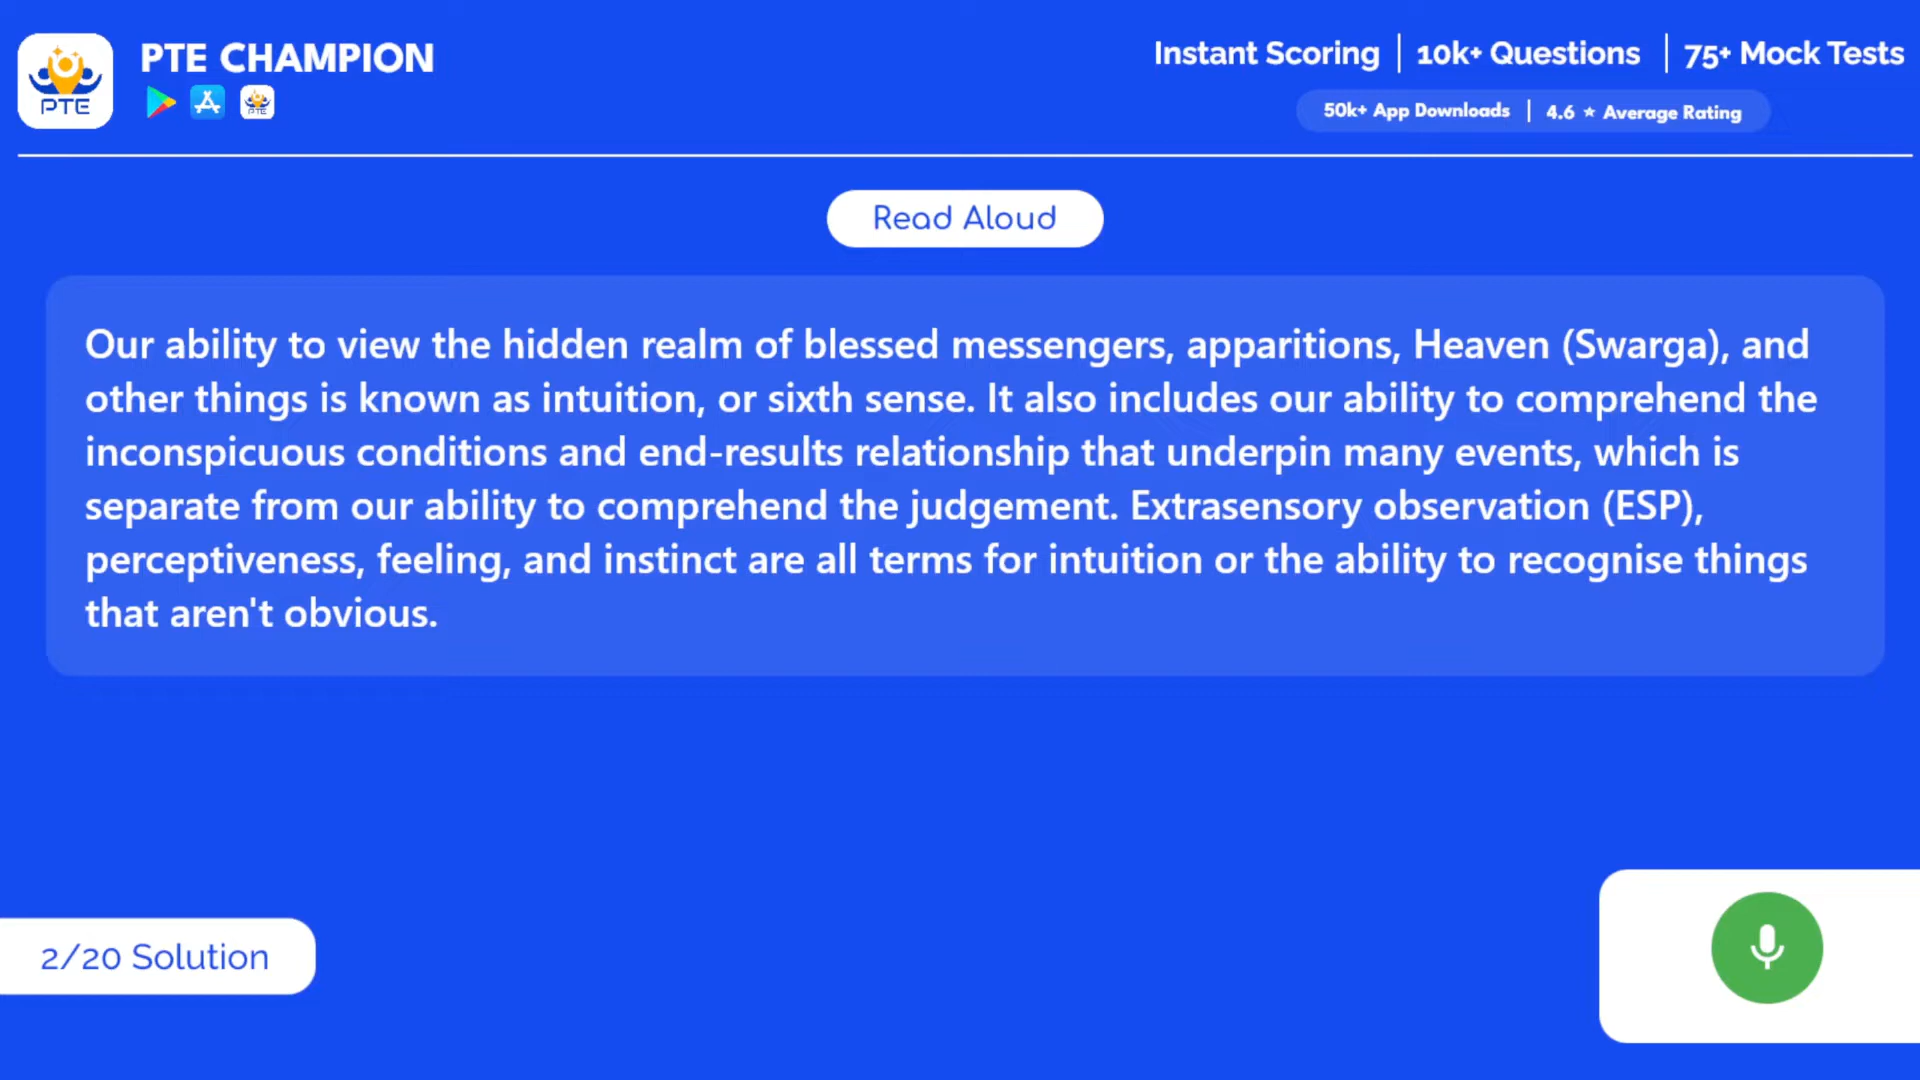 PTE CHAMPION
PTE
PTE
Instant Scoring | 10k+ Questions | 75+ Mock Tests
50k+ App Downloads | 4.6 ★ Average Rating
Read Aloud
Our ability to view the hidden realm of blessed messengers, apparitions, Heaven (Swarga), and
other things is known as intuition, or sixth sense. It also includes our ability to comprehend the
inconspicuous conditions and end-results relationship that underpin many events, which is
separate from our ability to comprehend the judgement. Extrasensory observation (ESP),
perceptiveness, feeling, and instinct are all terms for intuition or the ability to recognise things
that aren't obvious.
2/20 Solution